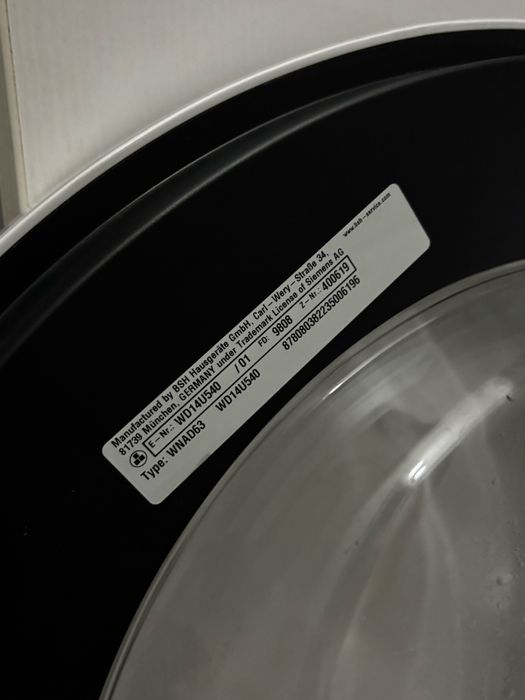 www.bsh-service.com
Manufactured by BSH Hausgeräte GmbH, Carl-Wery-Straße 34,
81739 München, GERMANY under Trademark License of Siemens AG
E-Nr.: WD14U540 /01 FD: 9808 Z-Nr.: 400619
Type: WNAD63 WD14U540 878080382235006196